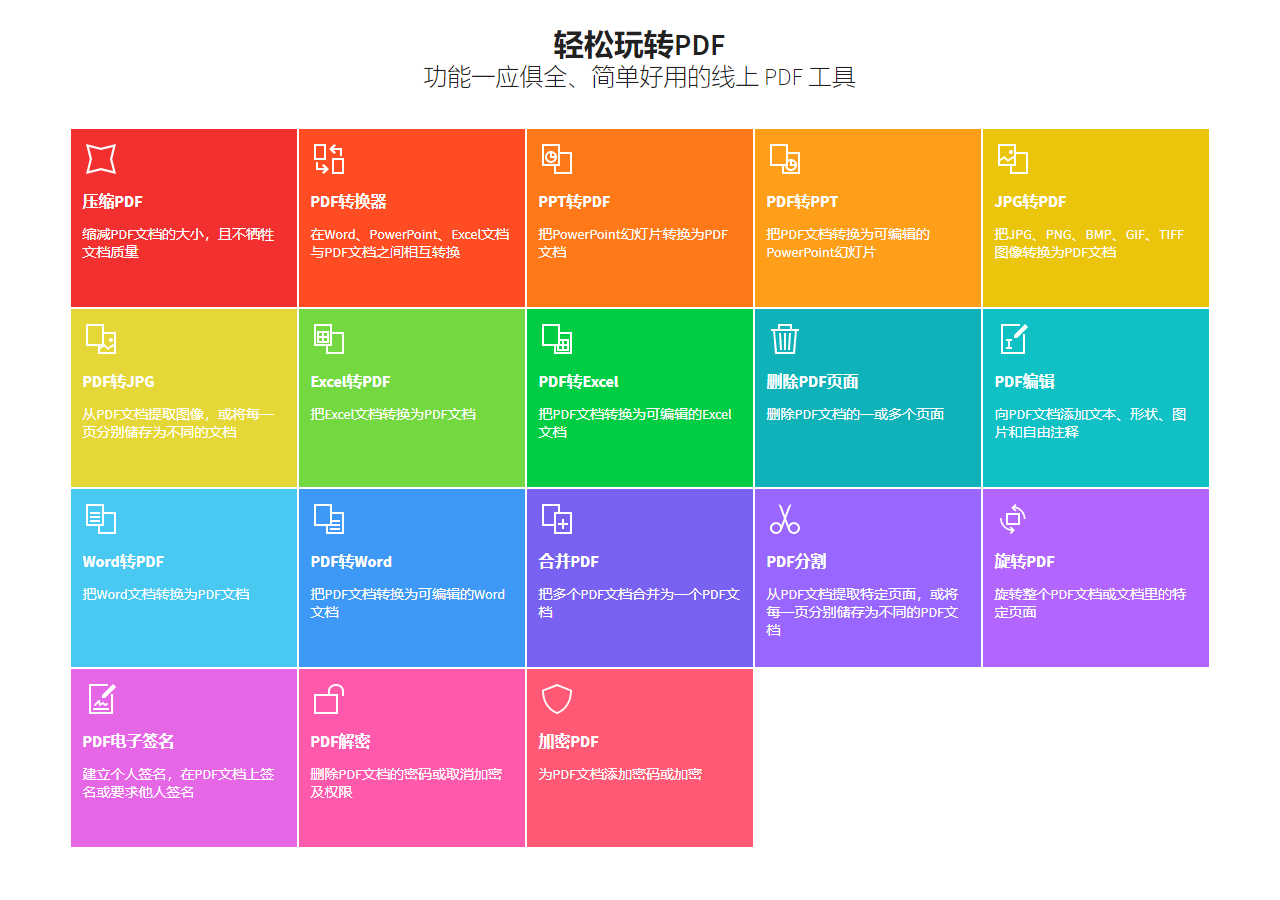 轻松玩转PDF
功能一应俱全、简单好用的线上 PDF 工具
压缩PDF
缩减PDF文档的大小，且不牺牲
文档质量
PDF转换器
在Word、PowerPoint、Excel文档
与PDF文档之间相互转换
PPT转PDF
把PowerPoint幻灯片转换为PDF
文档
PDF转PPT
把PDF文档转换为可编辑的
PowerPoint幻灯片
JPG转PDF
把JPG、PNG、BMP、GIF、TIFF
图像转换为PDF文档
PDF转JPG
从PDF文档提取图像，或将每一
页分别储存为不同的文档
Excel转PDF
把Excel文档转换为PDF文档
PDF转Excel
把PDF文档转换为可编辑的Excel
文档
删除PDF页面
删除PDF文档的一或多个页面
PDF编辑
向PDF文档添加文本、形状、图
片和自由注释
Word转PDF
把Word文档转换为PDF文档
PDF转Word
把PDF文档转换为可编辑的Word
文档
合并PDF
把多个PDF文档合并为一个PDF文
档
PDF分割
从PDF文档提取特定页面，或将
每一页分别储存为不同的PDF文
档
旋转PDF
旋转整个PDF文档或文档里的特
定页面
PDF电子签名
建立个人签名，在PDF文档上签
名或要求他人签名
PDF解密
删除PDF文档的密码或取消加密
及权限
加密PDF
为PDF文档添加密码或加密